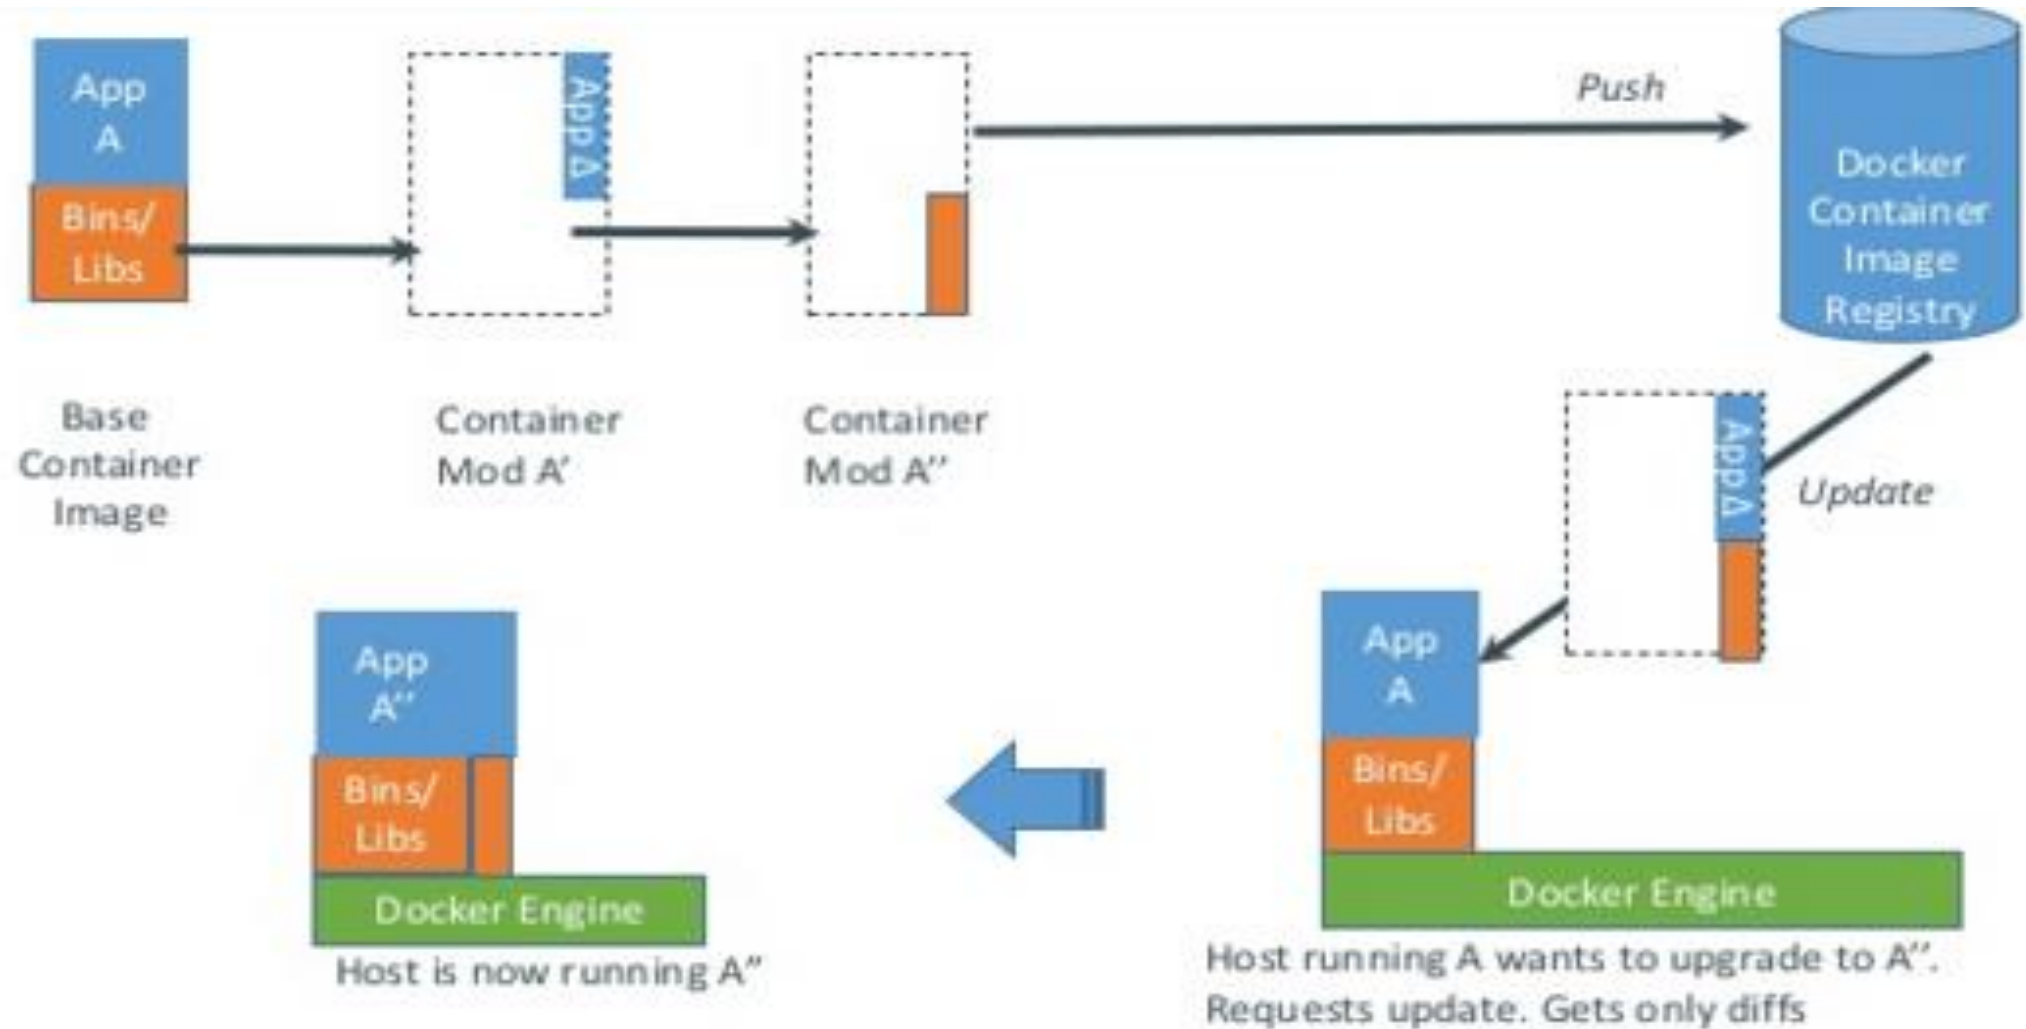 App
A
Bins/
Libs
Base
Container
Image
App Δ
Container
Mod A′
Container
Mod A′′
Push
Docker
Container
Image
Registry
App Δ
Update
App
A
Bins/
Libs
Docker Engine
Host running A wants to upgrade to A′′.
Requests update. Gets only diffs
App
A′′
Bins/
Libs
Docker Engine
Host is now running A′′